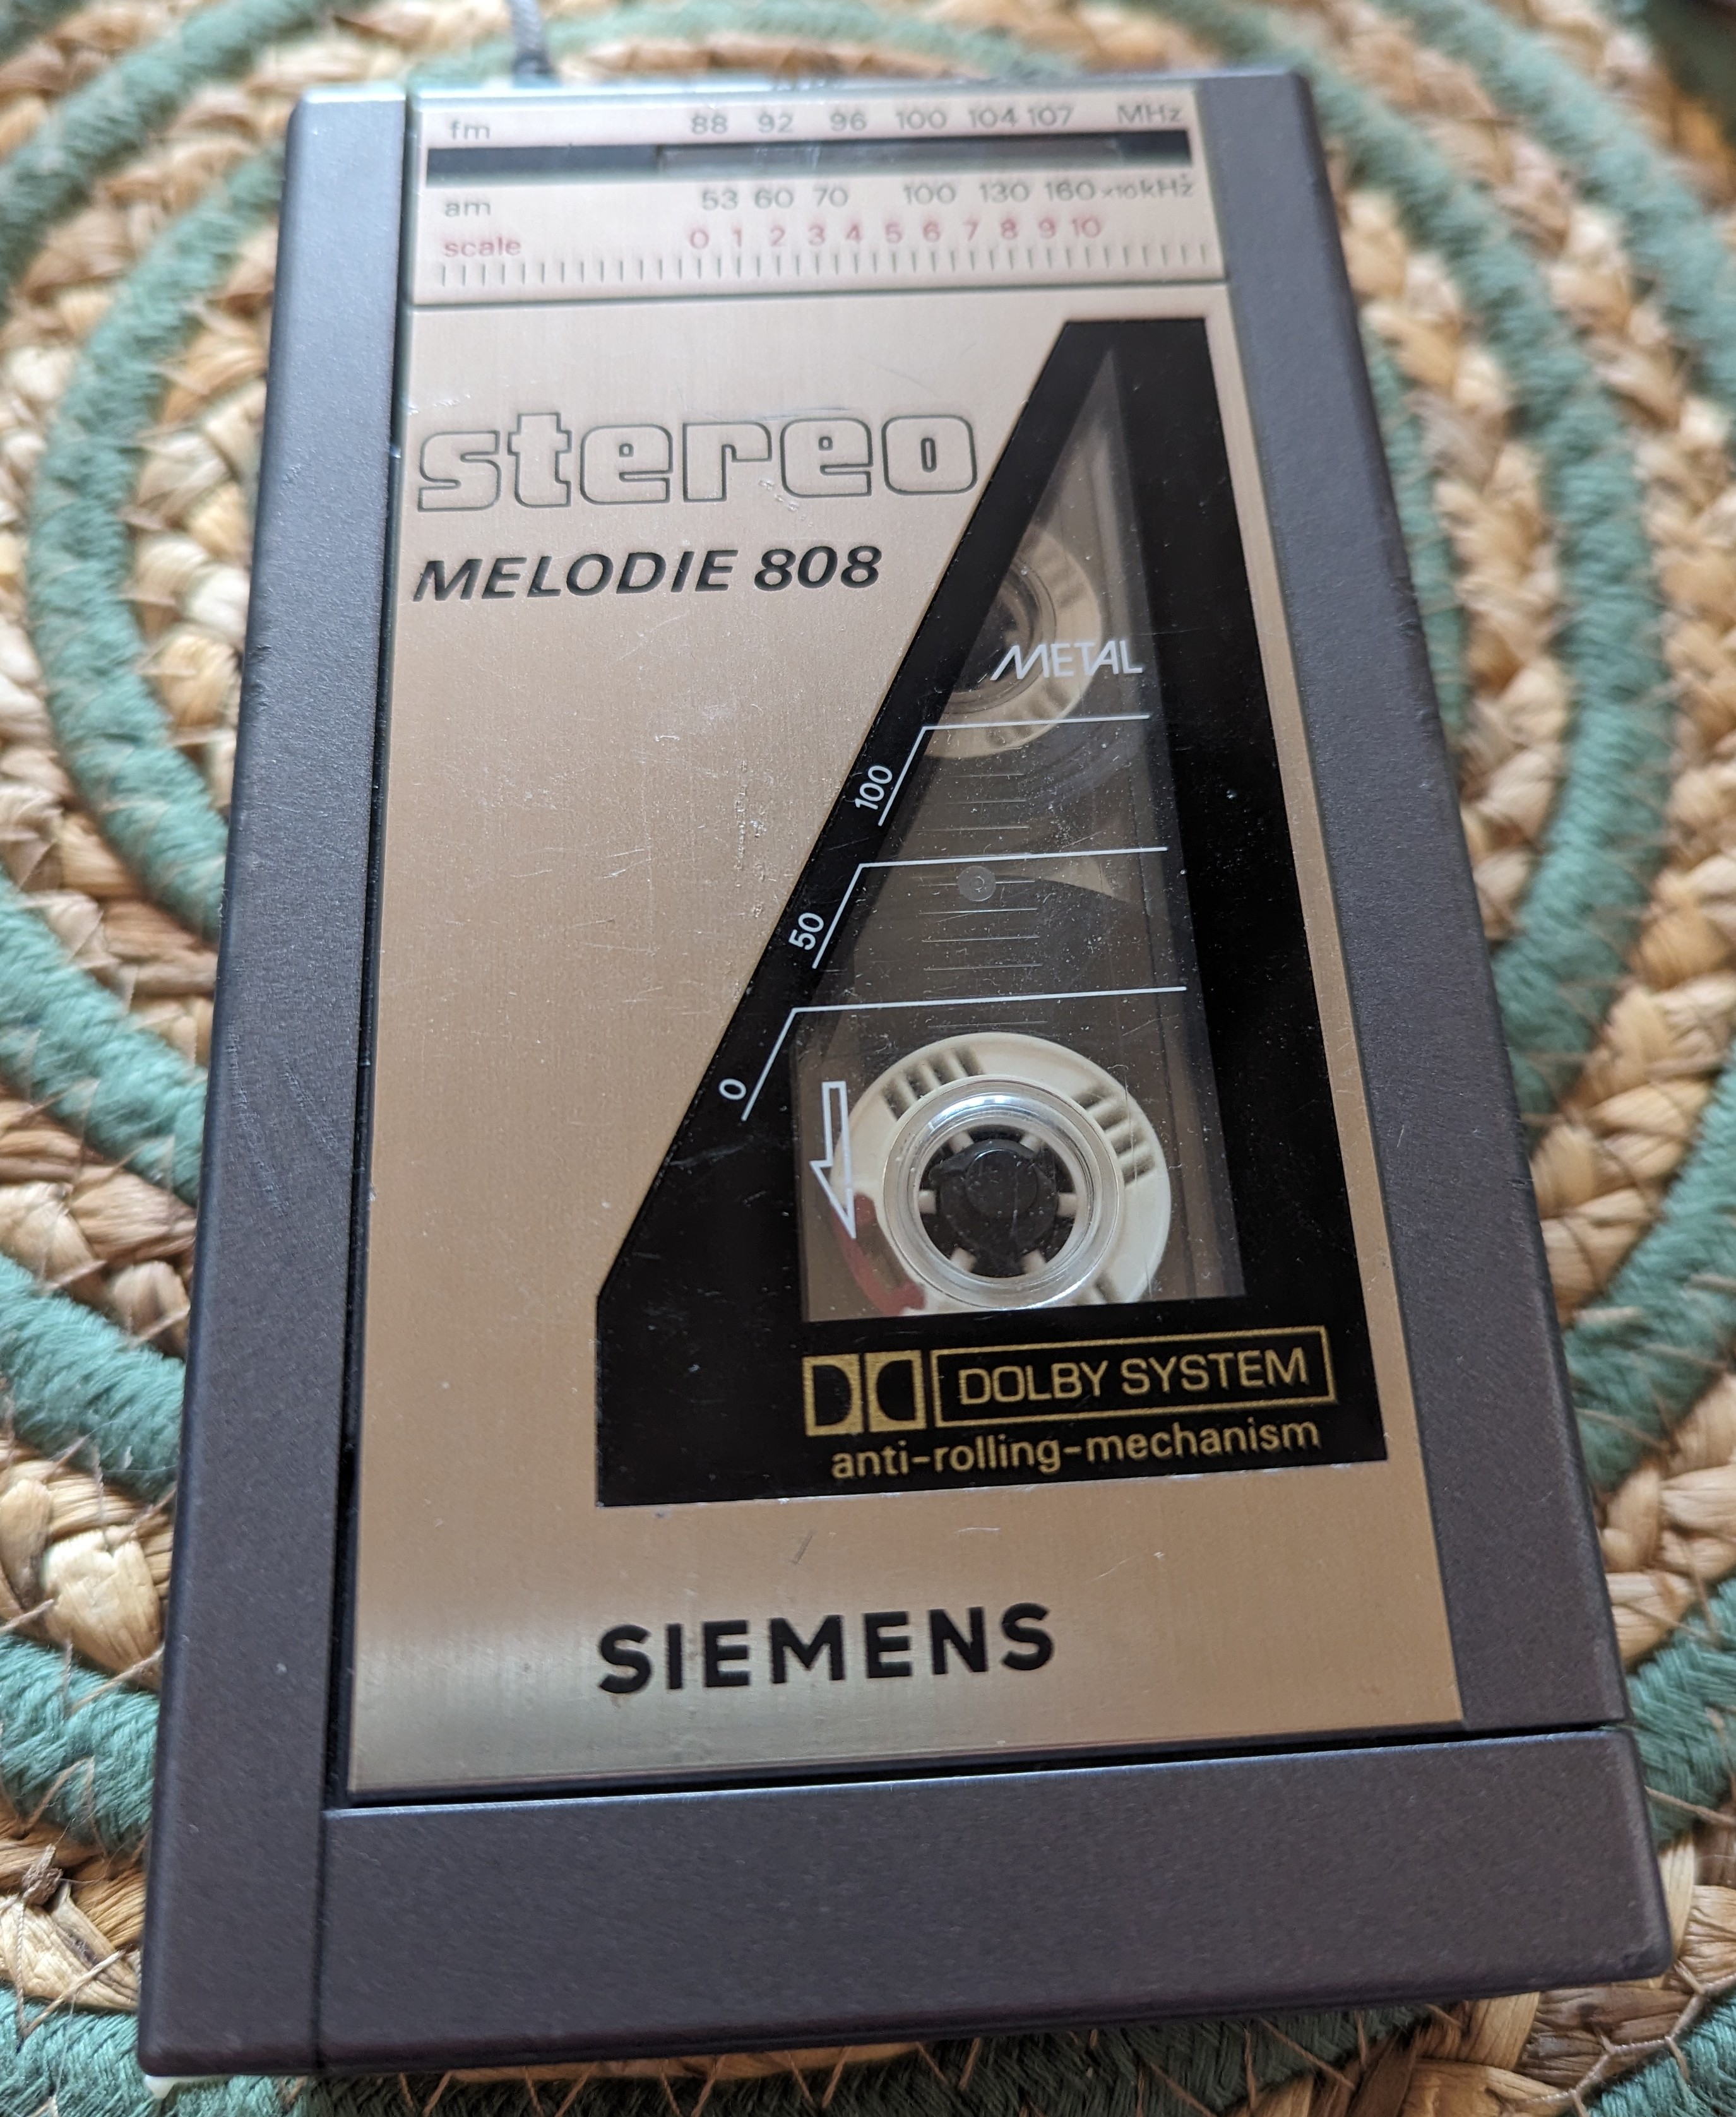 fm 88 92 96 100 104 107 MHz
am 53 60 70 100 130 160 x10kHz
scale 0 1 2 3 4 5 6 7 8 9 10
stereo
MELODIE 808
METAL
100
50
0
DOLBY SYSTEM
anti-rolling-mechanism
SIEMENS